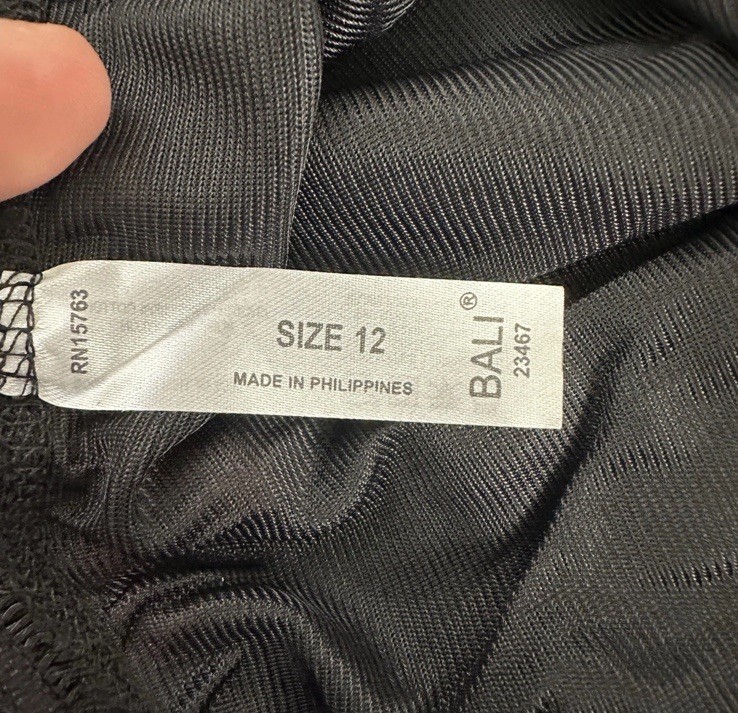 RN15763
SIZE 12
MADE IN PHILIPPINES
BALI®
23467